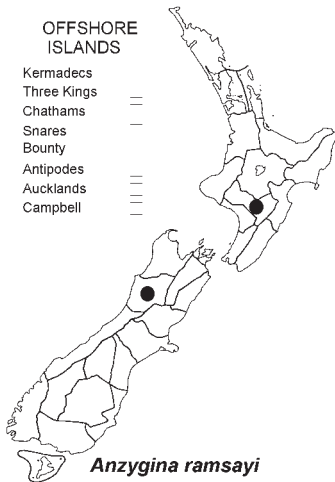 OFFSHORE
ISLANDS
Kermadecs
Three Kings
Chathams
Snares
Bounty
Antipodes
Aucklands
Campbell
Anzygina ramsayi